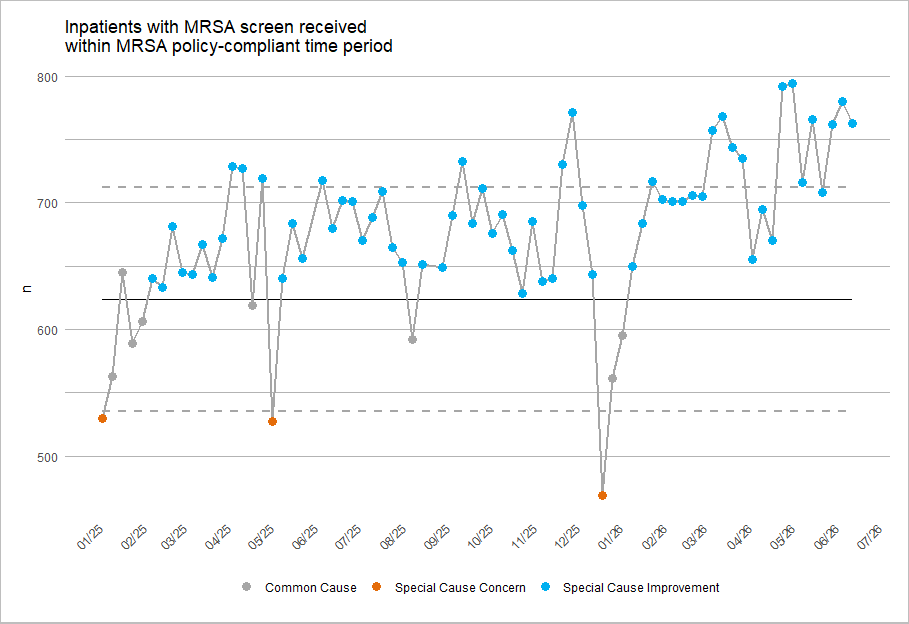 Inpatients with MRSA screen received
within MRSA policy-compliant time period
800
700
n
600
500
01/25 02/25 03/25 04/25 05/25 06/25 07/25 08/25 09/25 10/25 11/25 12/25 01/26 02/26 03/26 04/26 05/26 06/26 07/26
Common Cause Special Cause Concern Special Cause Improvement